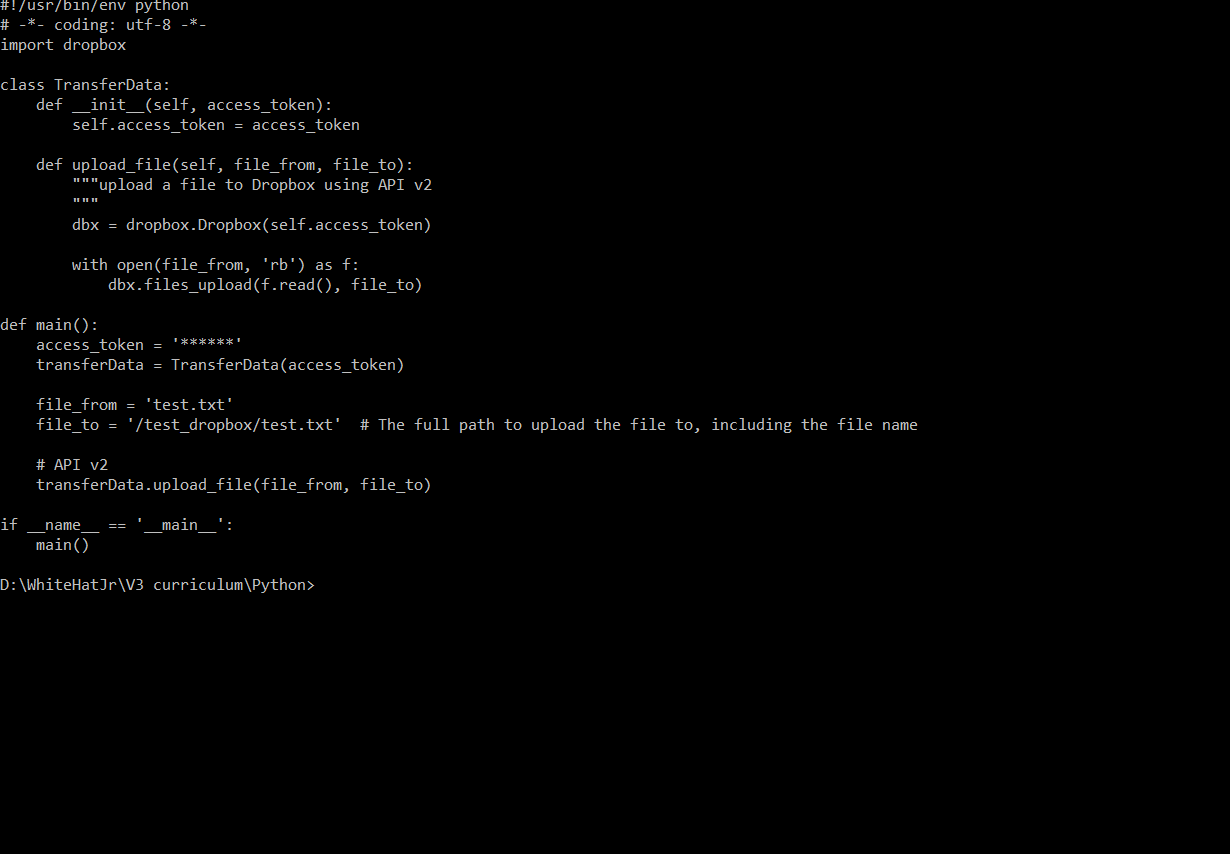 #!/usr/bin/env python
# -*- coding: utf-8 -*-
import dropbox
class TransferData:
    def __init__(self, access_token):
        self.access_token = access_token
    def upload_file(self, file_from, file_to):
        """upload a file to Dropbox using API v2
        """
        dbx = dropbox.Dropbox(self.access_token)
        with open(file_from, 'rb') as f:
            dbx.files_upload(f.read(), file_to)
def main():
    access_token = '******'
    transferData = TransferData(access_token)
    file_from = 'test.txt'
    file_to = '/test_dropbox/test.txt'  # The full path to upload the file to, including the file name
    # API v2
    transferData.upload_file(file_from, file_to)
if __name__ == '__main__':
    main()
D:\WhiteHatJr\V3 curriculum\Python>